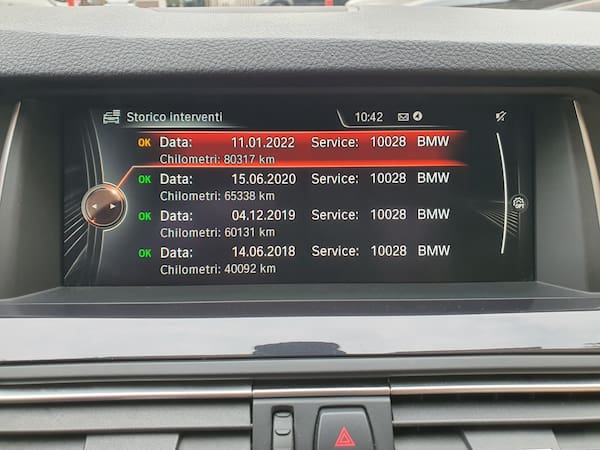 Storico interventi 10:42
OK Data: 11.01.2022 Service: 10028 BMW
Chilometri: 80317 km
OK Data: 15.06.2020 Service: 10028 BMW
Chilometri: 65338 km
OK Data: 04.12.2019 Service: 10028 BMW
Chilometri: 60131 km
OK Data: 14.06.2018 Service: 10028 BMW
Chilometri: 40092 km